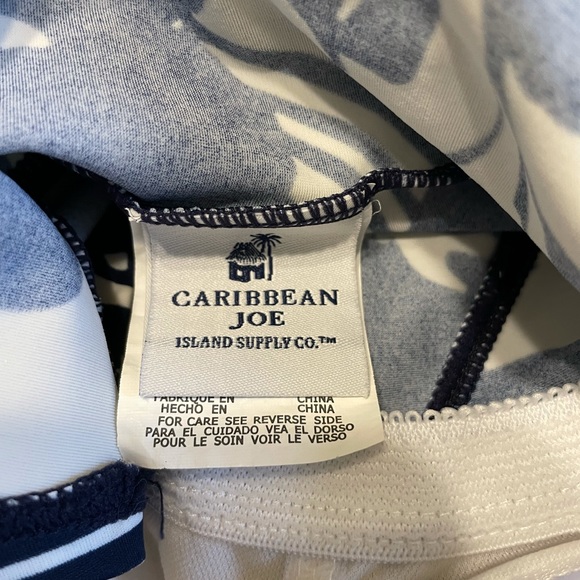 CARIBBEAN
JOE
ISLAND SUPPLY CO.™
FABRIQUE EN CHINA
HECHO EN CHINA
FOR CARE SEE REVERSE SIDE
PARA EL CUIDADO VEA EL DORSO
POUR LE SOIN VOIR LE VERSO